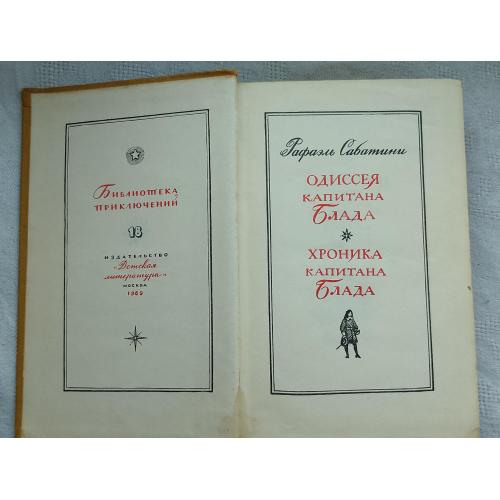 Библиотека
приключений
18
ИЗДАТЕЛЬСТВО
«Детская
литература»
МОСКВА
1969
Рафаэль Сабатини
ОДИССЕЯ
КАПИТАНА
БЛАДА
ХРОНИКА
КАПИТАНА
БЛАДА